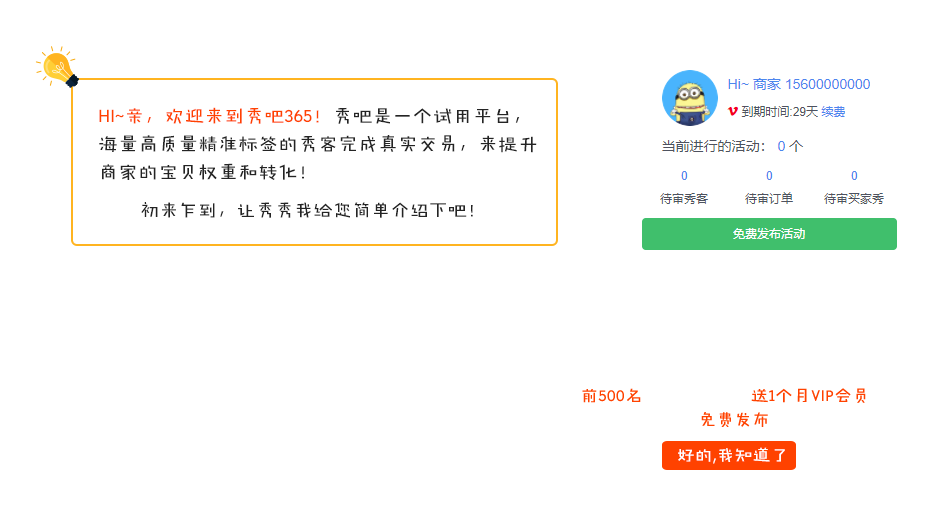 HI~亲，欢迎来到秀吧365！秀吧是一个试用平台，
海量高质量精准标签的秀客完成真实交易，来提升
商家的宝贝权重和转化！
初来乍到，让秀秀我给您简单介绍下吧！
Hi~ 商家 15600000000
到期时间:29天 续费
当前进行的活动： 0 个
0 0 0
待审秀客 待审订单 待审买家秀
免费发布活动
前500名 送1个月VIP会员
免费发布
好的,我知道了